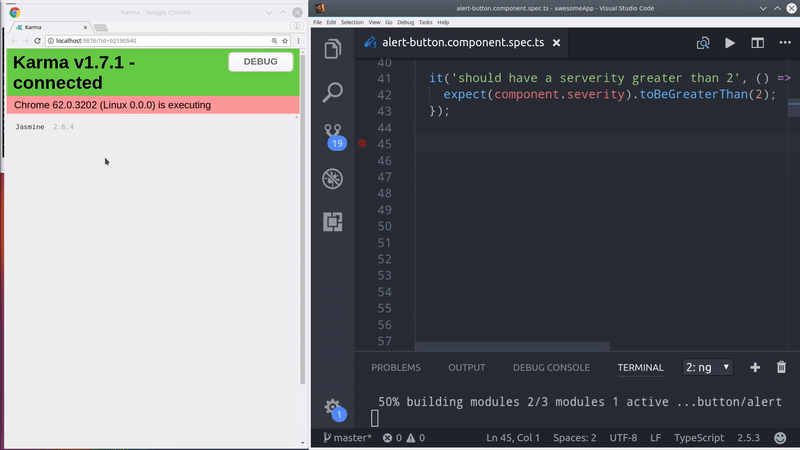 Karma - Google Chrome
Karma
localhost:9876/?id=92190540
Karma v1.7.1 -
connected
DEBUG
Chrome 62.0.3202 (Linux 0.0.0) is executing
Jasmine 2.6.4
alert-button.component.spec.ts - awesomeApp - Visual Studio Code
File Edit Selection View Go Debug Tasks Help
alert-button.component.spec.ts
19
1
40
41 it('should have a serverity greater than 2', () =>
42 expect(component.severity).toBeGreaterThan(2);
43 });
44
45
46
47
48
49
50
51
52
53
54
55
56
57
PROBLEMS OUTPUT DEBUG CONSOLE TERMINAL 2: ng
50% building modules 2/3 modules 1 active ...button/alert
master* 0 0 Ln 45, Col 1 Spaces: 2 UTF-8 LF TypeScript 2.5.3